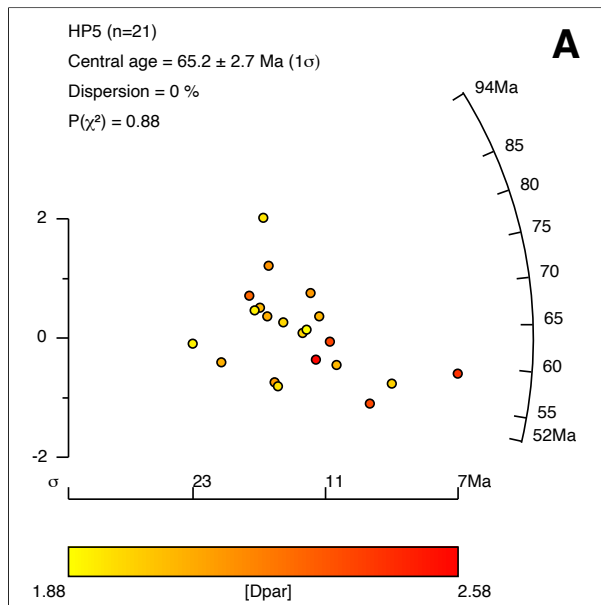 HP5 (n=21)
A
Central age = 65.2 ± 2.7 Ma (1σ)
Dispersion = 0 %
P(χ²) = 0.88
94Ma
85
80
75
70
65
60
55
52Ma
2
0
-2
σ
23
11
7Ma
1.88
[Dpar]
2.58